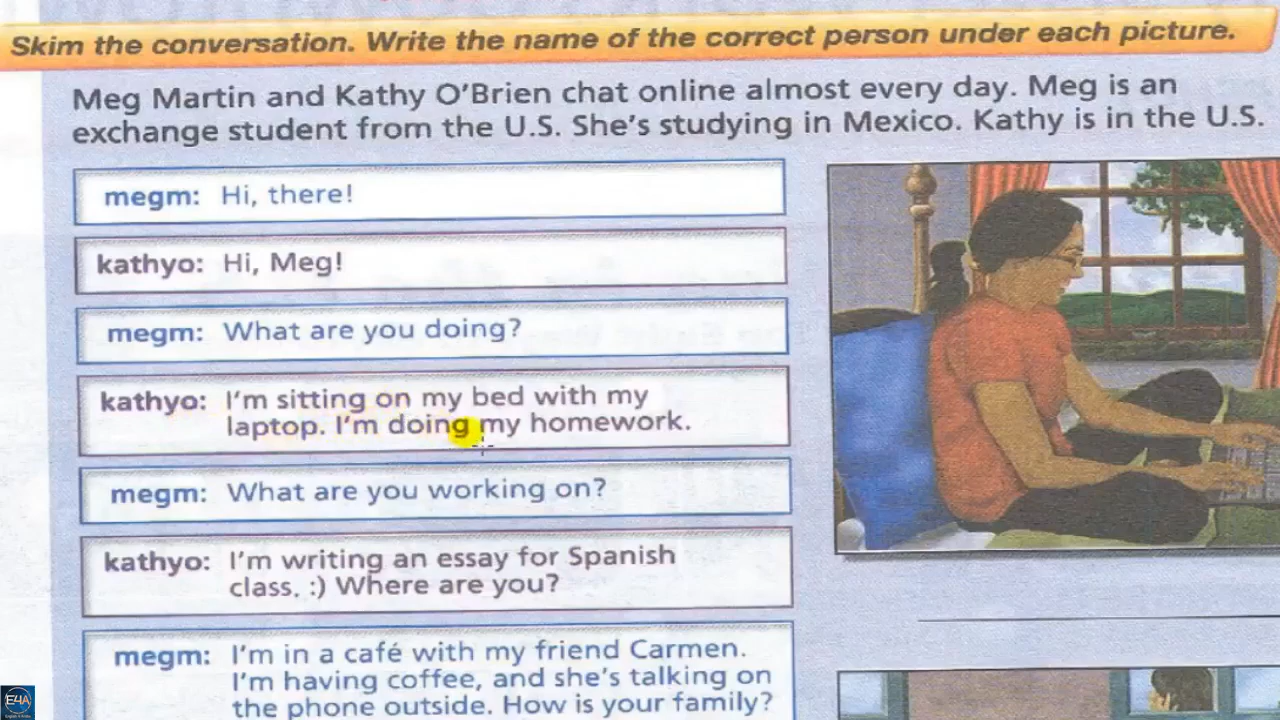 Skim the conversation. Write the name of the correct person under each picture.
Meg Martin and Kathy O'Brien chat online almost every day. Meg is an
exchange student from the U.S. She's studying in Mexico. Kathy is in the U.S.
megm: Hi, there!
kathyo: Hi, Meg!
megm: What are you doing?
kathyo: I'm sitting on my bed with my
laptop. I'm doing my homework.
megm: What are you working on?
kathyo: I'm writing an essay for Spanish
class. :) Where are you?
megm: I'm in a café with my friend Carmen.
I'm having coffee, and she's talking on
the phone outside. How is your family?
E4A